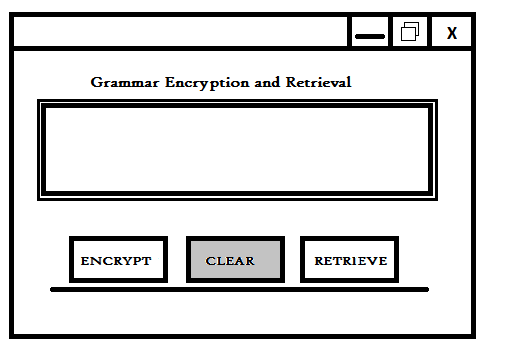 X
Grammar Encryption and Retrieval
ENCRYPT CLEAR RETRIEVE